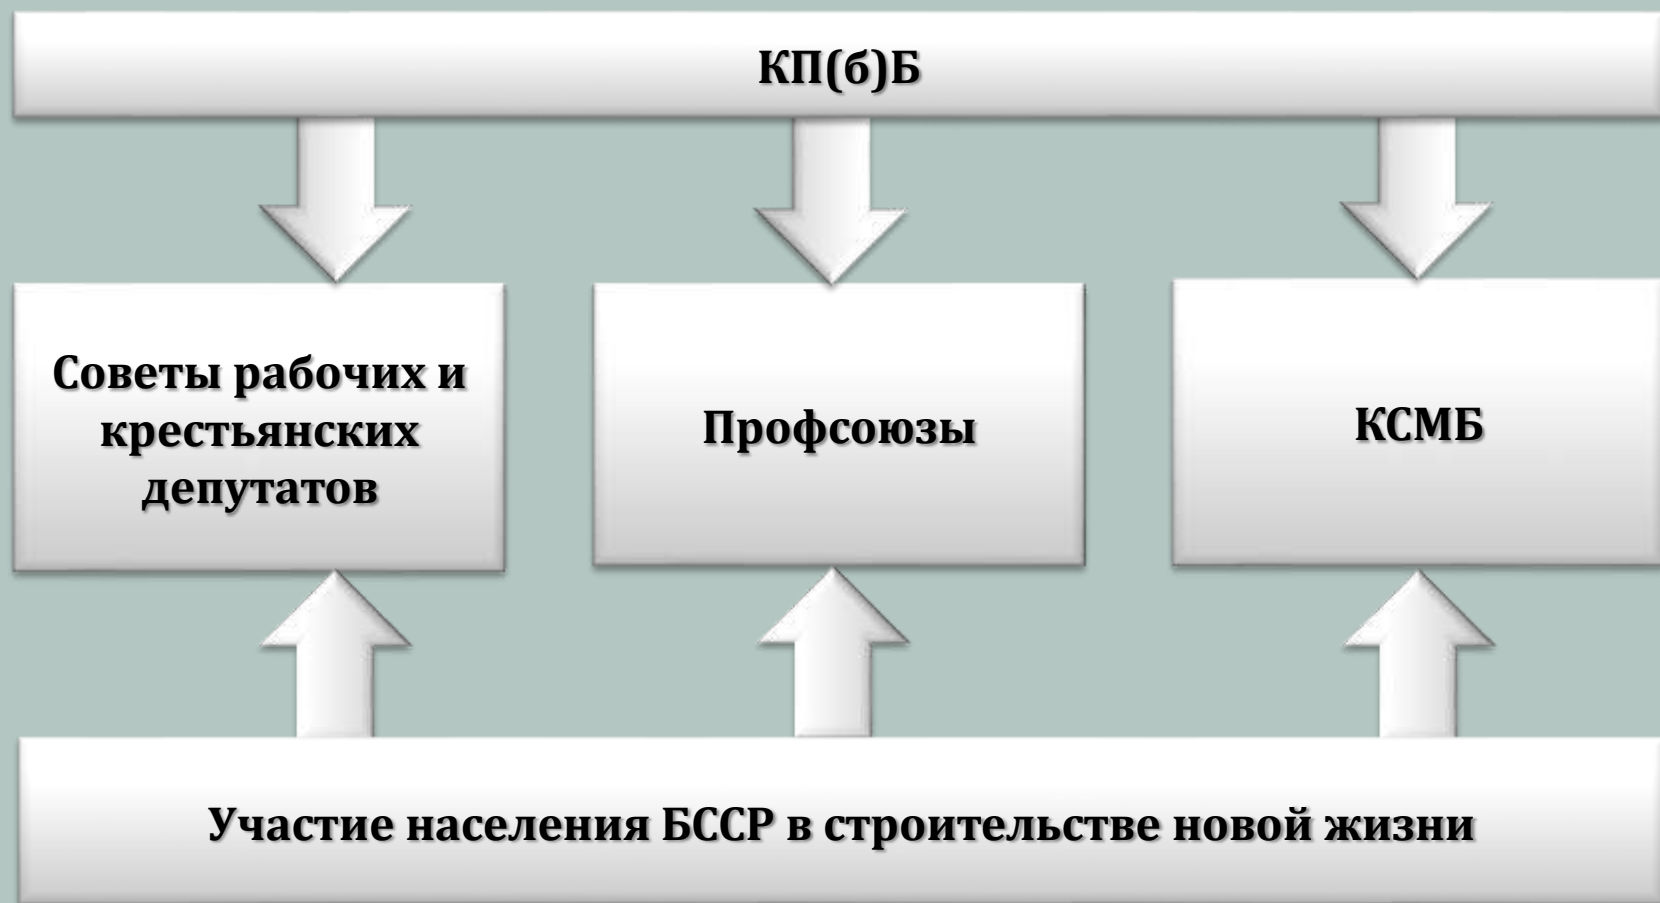 КП(б)Б
Советы рабочих и
крестьянских
депутатов
Профсоюзы
КСМБ
Участие населения БССР в строительстве новой жизни